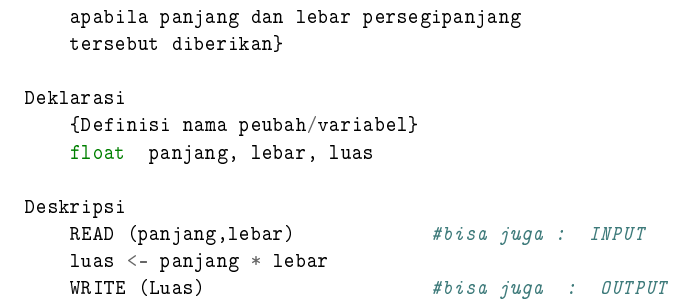 apabila panjang dan lebar persegipanjang
tersebut diberikan}
Deklarasi
{Definisi nama peubah/variabel}
float panjang, lebar, luas
Deskripsi
READ (panjang,lebar) #bisa juga : INPUT
luas <- panjang * lebar
WRITE (Luas) #bisa juga : OUTPUT